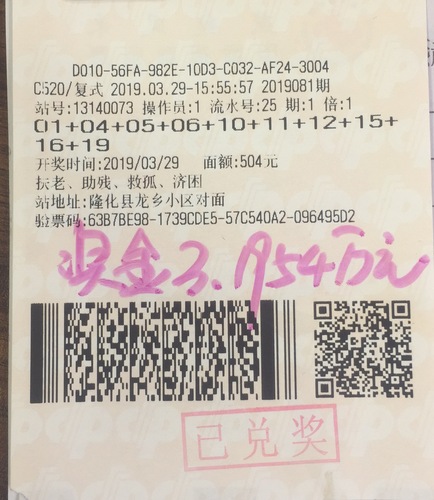 D010-56FA-982E-10D3-C032-AF24-3004
C520/复式 2019.03.29-15:55:57 2019081期
站号:13140073 操作员:1 流水号:25 期:1 倍:1
01+04+05+06+10+11+12+15+
16+19
开奖时间:2019/03/29 面额:504元
扶老、助残、救孤、济困
站地址:隆化县龙乡小区对面
验票码:63B7BE98-1739CDE5-57C540A2-096495D2
奖金3.1954万元
已兑奖